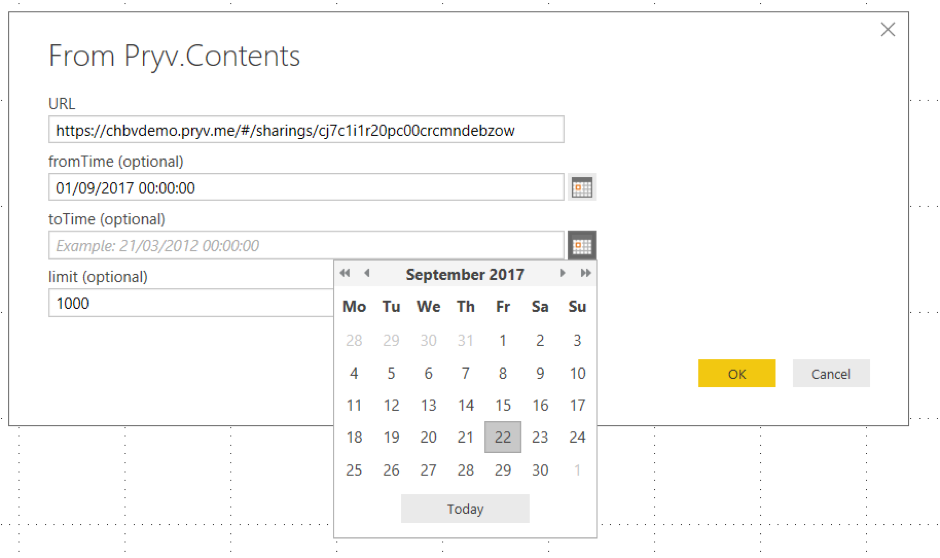 From Pryv.Contents
URL
https://chbvdemo.pryv.me/#/sharings/cj7c1i1r20pc00crcmndebzow
fromTime (optional)
01/09/2017 00:00:00
toTime (optional)
Example: 21/03/2012 00:00:00
limit (optional)
1000
September 2017
Mo Tu We Th Fr Sa Su
28 29 30 31 1 2 3
4 5 6 7 8 9 10
11 12 13 14 15 16 17
18 19 20 21 22 23 24
25 26 27 28 29 30 1
Today
OK Cancel